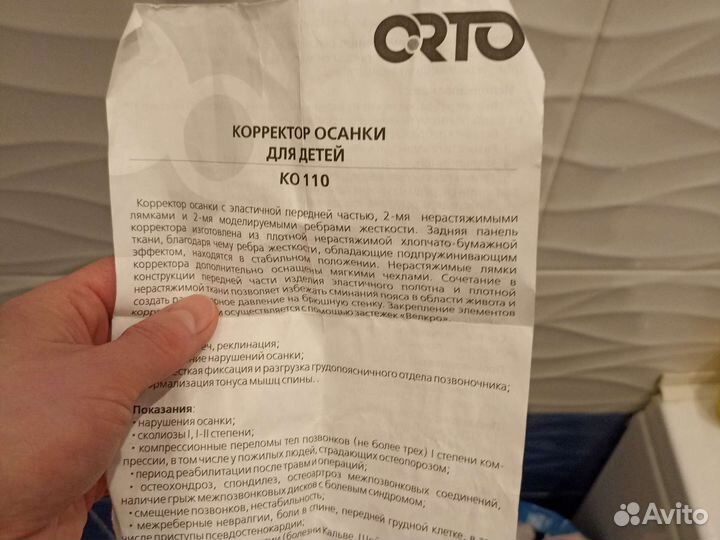 ORTO
КОРРЕКТОР ОСАНКИ
ДЛЯ ДЕТЕЙ
КО 110
Корректор осанки с эластичной передней частью, 2-мя нерастяжимыми
лямками и 2-мя моделируемыми ребрами жесткости. Задняя панель
корректора изготовлена из плотной нерастяжимой хлопчато-бумажной
ткани, благодаря чему ребра жесткости, обладающие подпружинивающим
эффектом, находятся в стабильном положении. Нерастяжимые лямки
корректора дополнительно оснащены мягкими чехлами. Сочетание в
конструкции передней части изделия эластичного полотна и плотной
нерастяжимой ткани позволяет избежать сминания пояса в области живота и
создать давление на брюшную стенку. Закрепление элементов
осуществляется с помощью застежек «Велкро».
реклинация;
нарушений осанки;
фиксация и разгрузка грудопоясничного отдела позвоночника;
тонуса мышц спины. .
Показания:
• нарушения осанки;
• сколиозы I, I-II степени;
• компрессионные переломы тел позвонков (не более трех) I степени ком-
прессии, в том числе у пожилых людей, страдающих остеопорозом;
• период реабилитации после травм и операций;
• остеохондроз, спондилез, остеоартроз межпозвонковых соединений,
наличие грыж межпозвонковых дисков с болевым синдромом;
• смещение позвонков, нестабильность;
• межреберные невралгии, боли в спине, передней грудной клетке, в
числе приступы псевдостенокардии;
(болезни Кальве,
Avito